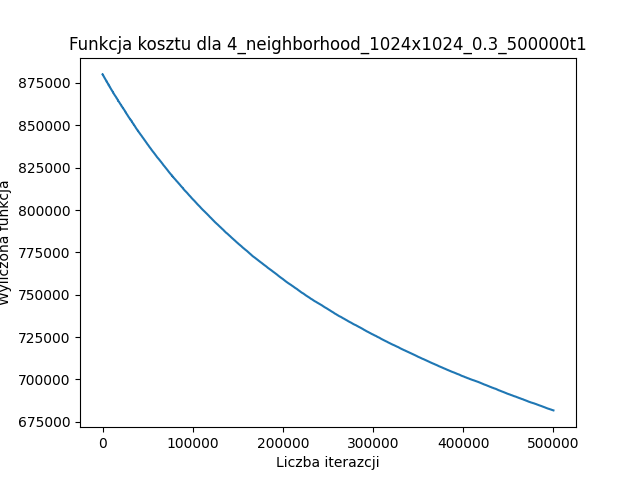 Funkcja kosztu dla 4_neighborhood_1024x1024_0.3_500000t1
875000
850000
825000
800000
775000
750000
725000
700000
675000
Wyliczona funkcja
0 100000 200000 300000 400000 500000
Liczba iterazcji